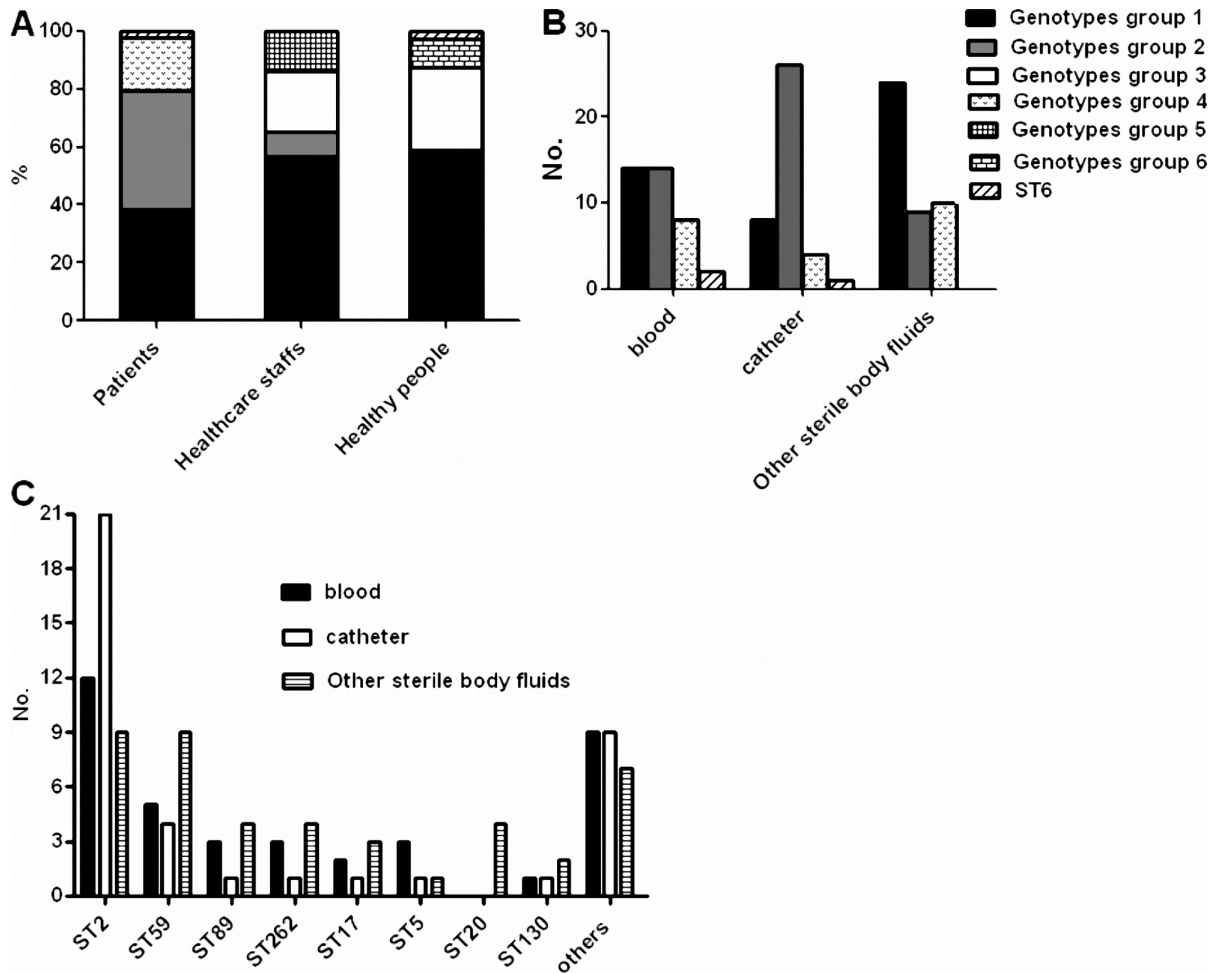 A
100
80
60
40
20
0
%
Patients
Healthcare staffs
Healthy people
B
30
20
10
0
No.
blood
catheter
Other sterile body fluids
Genotypes group 1
Genotypes group 2
Genotypes group 3
Genotypes group 4
Genotypes group 5
Genotypes group 6
ST6
C
21
18
15
12
9
6
3
0
No.
blood
catheter
Other sterile body fluids
ST2
ST59
ST89
ST262
ST17
ST5
ST20
ST130
others